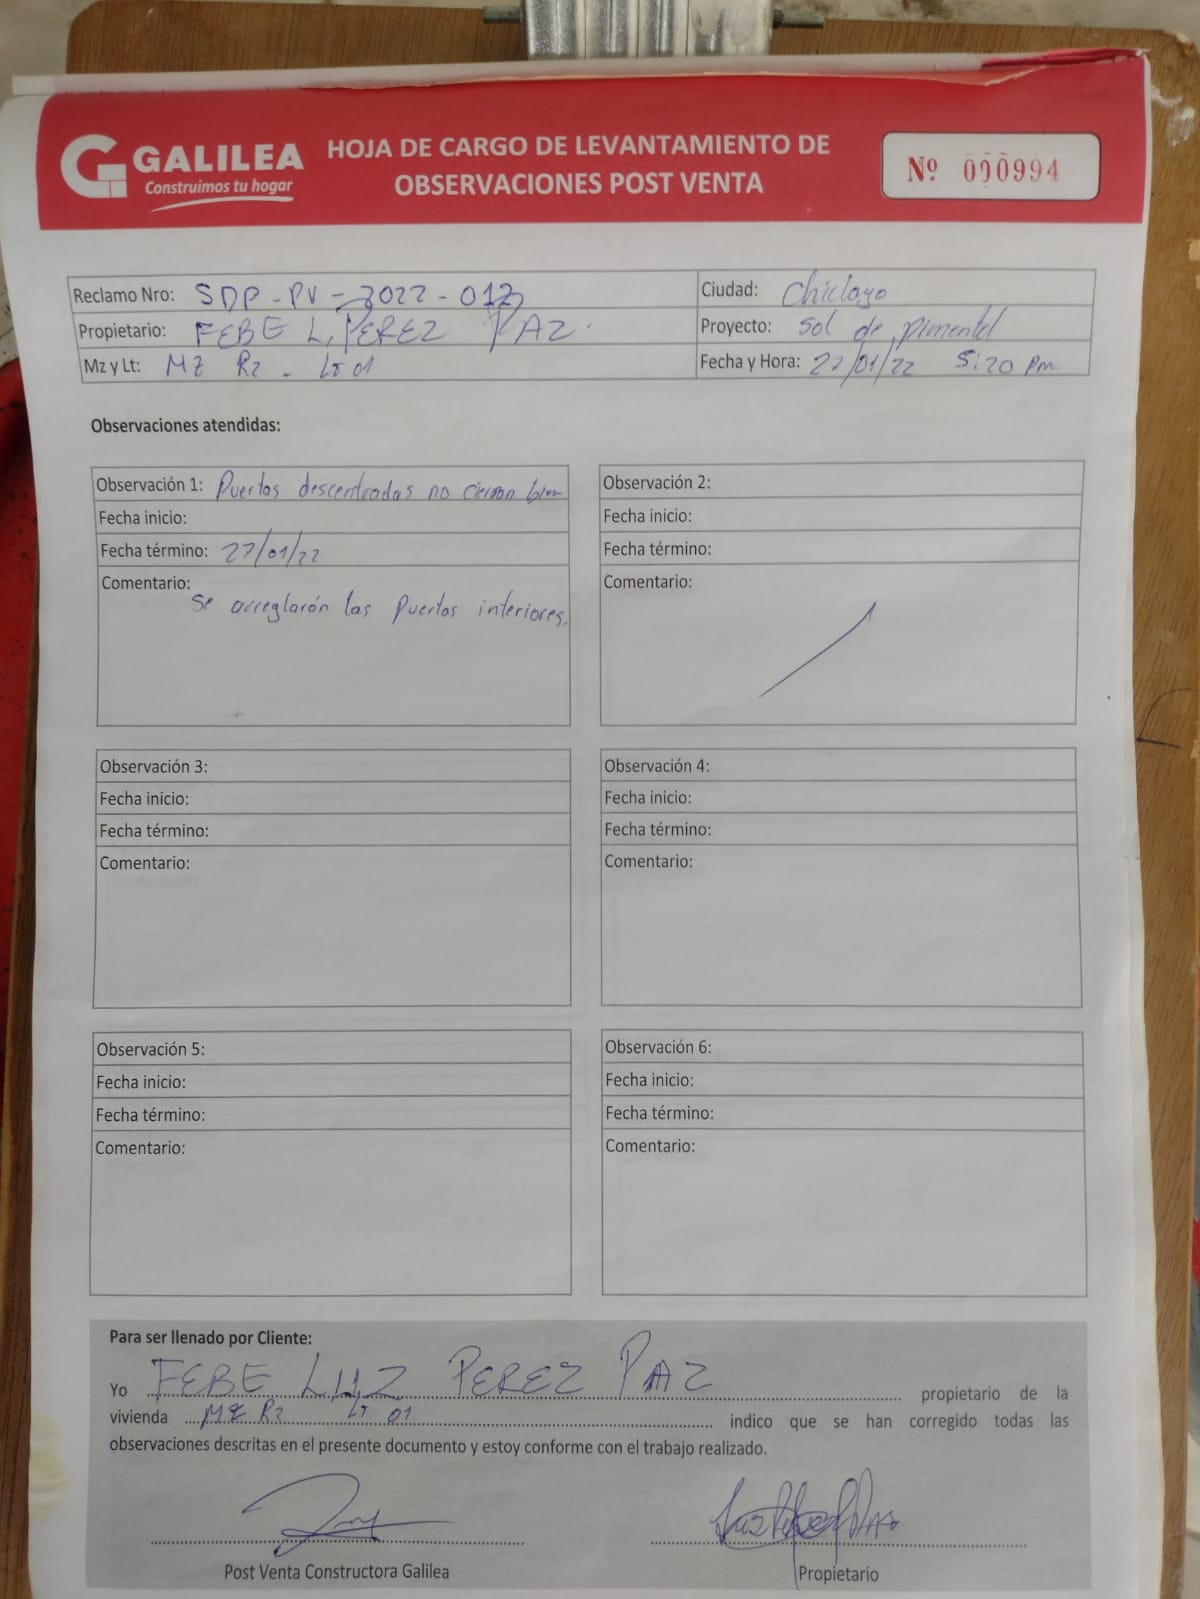 GALILEA
Construimos tu hogar
HOJA DE CARGO DE LEVANTAMIENTO DE
OBSERVACIONES POST VENTA
Nº 000994
Reclamo Nro: SDP-PV-2022-012
Ciudad: Chiclayo
Propietario: FEBE L, PEREZ PAZ.
Proyecto: Sol de Pimentel
Mz y Lt: MZ R2 - LT 01
Fecha y Hora: 27/01/22 5:20 Pm
Observaciones atendidas:
Observación 1: Puertas descentradas no cierran bien
Fecha inicio:
Fecha término: 27/01/22
Comentario:
Se arreglarón las puertas interiores.
Observación 2:
Fecha inicio:
Fecha término:
Comentario:
Observación 3:
Fecha inicio:
Fecha término:
Comentario:
Observación 4:
Fecha inicio:
Fecha término:
Comentario:
Observación 5:
Fecha inicio:
Fecha término:
Comentario:
Observación 6:
Fecha inicio:
Fecha término:
Comentario:
Para ser llenado por Cliente:
Yo FEBE LUZ PEREZ PAZ propietario de la
vivienda MZ R2 LT 01 indico que se han corregido todas las
observaciones descritas en el presente documento y estoy conforme con el trabajo realizado.
Post Venta Constructora Galilea
Propietario